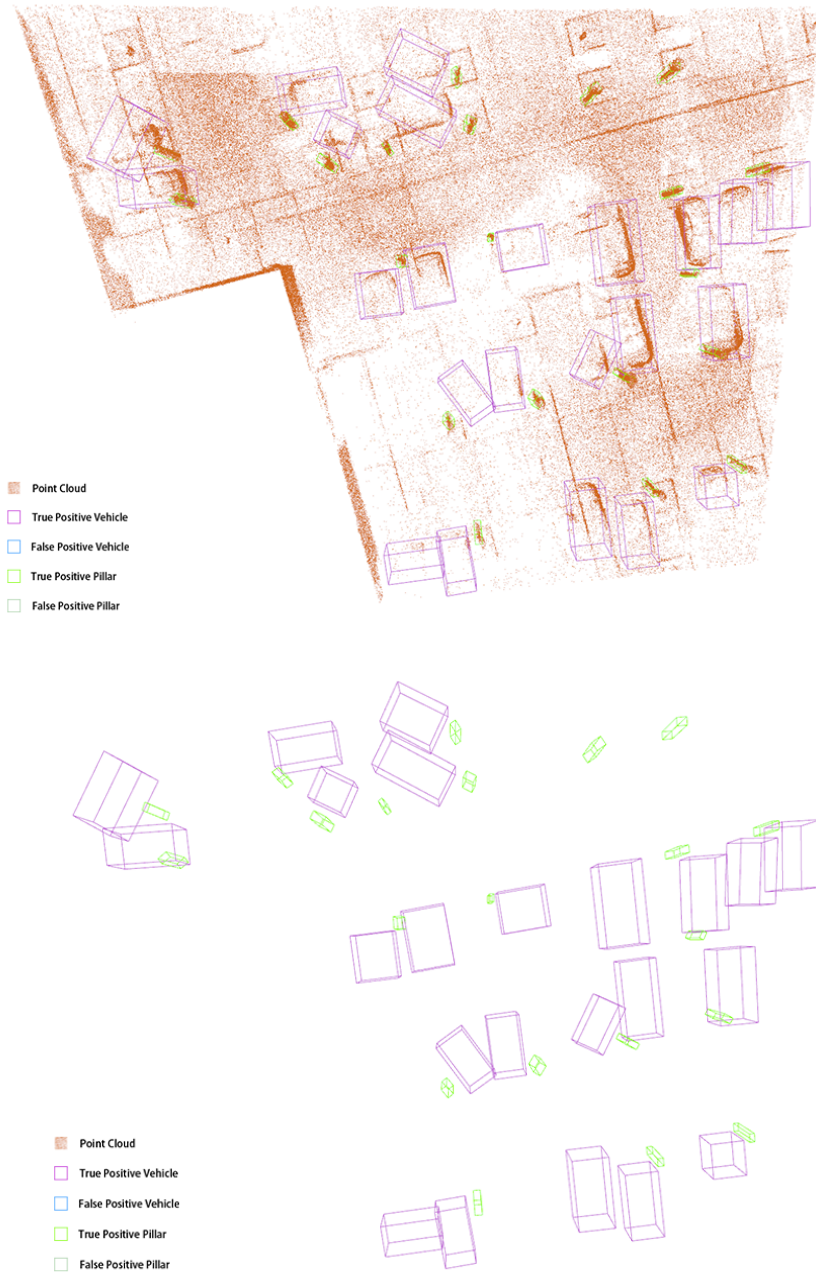 Point Cloud
True Positive Vehicle
False Positive Vehicle
True Positive Pillar
False Positive Pillar
Point Cloud
True Positive Vehicle
False Positive Vehicle
True Positive Pillar
False Positive Pillar